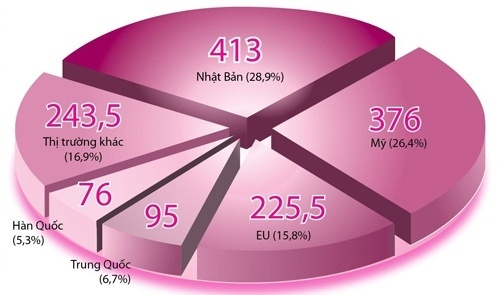 413
Nhật Bản (28,9%)
376
Mỹ (26,4%)
243,5
Thị trường khác
(16,9%)
76
Hàn Quốc
(5,3%)
95
Trung Quốc
(6,7%)
225,5
EU (15,8%)